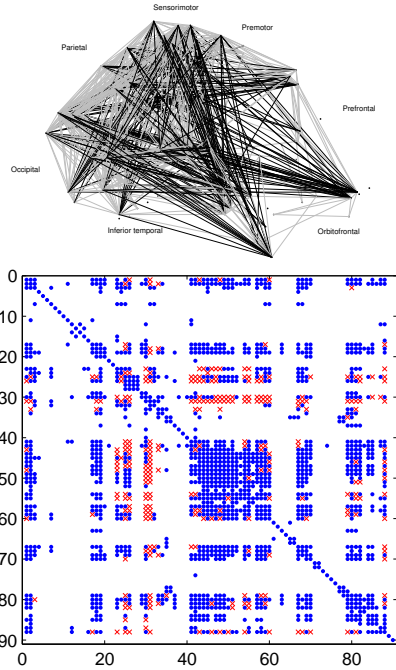 Sensorimotor
Premotor
Parietal
Prefrontal
Occipital
Inferior temporal
Orbitofrontal
0
10
20
30
40
50
60
70
80
90
0
20
40
60
80